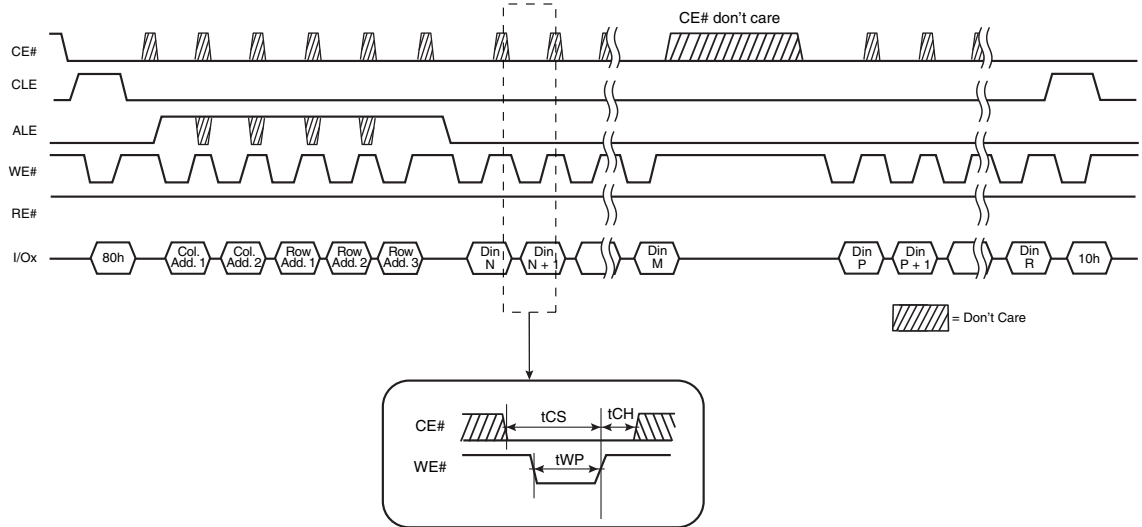 CE# don't care
CE#
CLE
ALE
WE#
RE#
I/Ox
80h
Col.
Add. 1
Col.
Add. 2
Row
Add. 1
Row
Add. 2
Row
Add. 3
Din
N
Din
N + 1
Din
M
Din
P
Din
P + 1
Din
R
10h
= Don't Care
CE#
tCS
tCH
WE#
tWP